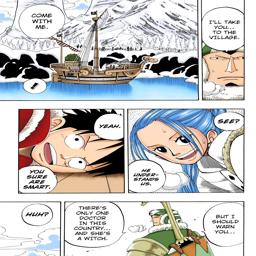 I'LL TAKE
YOU...
TO THE
VILLAGE.
COME
WITH
ME.
SEE?
HE
UNDER-
STANDS
US.
YEAH.
YOU
SURE
ARE
SMART.
BUT I
SHOULD
WARN
YOU...
THERE'S
ONLY ONE
DOCTOR
IN THIS
COUNTRY...
AND SHE'S
A WITCH.
HUH?